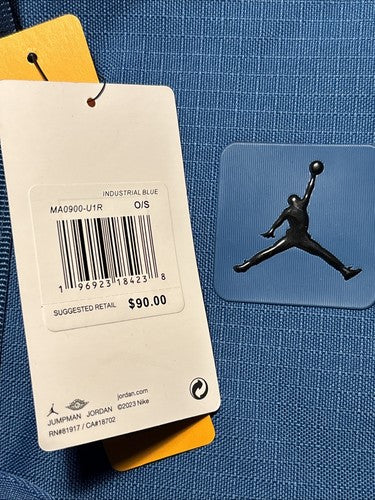 INDUSTRIAL BLUE
MA0900-U1R O/S
1 96923 18423 8
SUGGESTED RETAIL $90.00
jordan.com
JUMPMAN JORDAN ©2023 Nike
RN#81917 / CA#18702